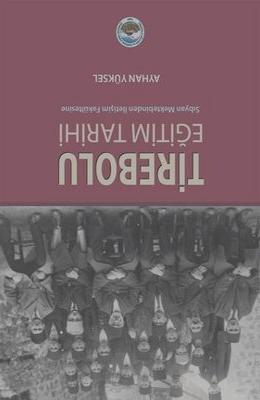 TİREBOLU
EĞİTİM TARİHİ
Sıbyan Mektebinden İletişim Fakültesine
AYHAN YÜKSEL